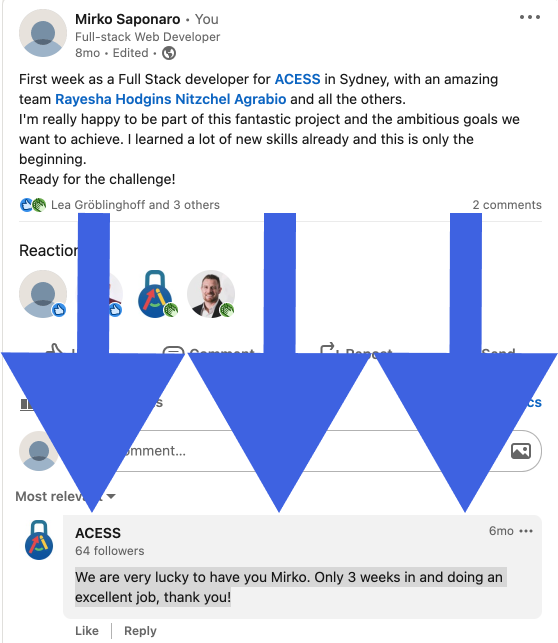 Mirko Saponaro • You
Full-stack Web Developer
8mo • Edited •
First week as a Full Stack developer for ACESS in Sydney, with an amazing
team Rayesha Hodgins Nitzchel Agrabio and all the others.
I'm really happy to be part of this fantastic project and the ambitious goals we
want to achieve. I learned a lot of new skills already and this is only the
beginning.
Ready for the challenge!
Lea Gröblinghoff and 3 others
2 comments
Reaction
Comment
Repost
Send
Most relevant
ACESS
6mo
64 followers
We are very lucky to have you Mirko. Only 3 weeks in and doing an
excellent job, thank you!
Like
Reply